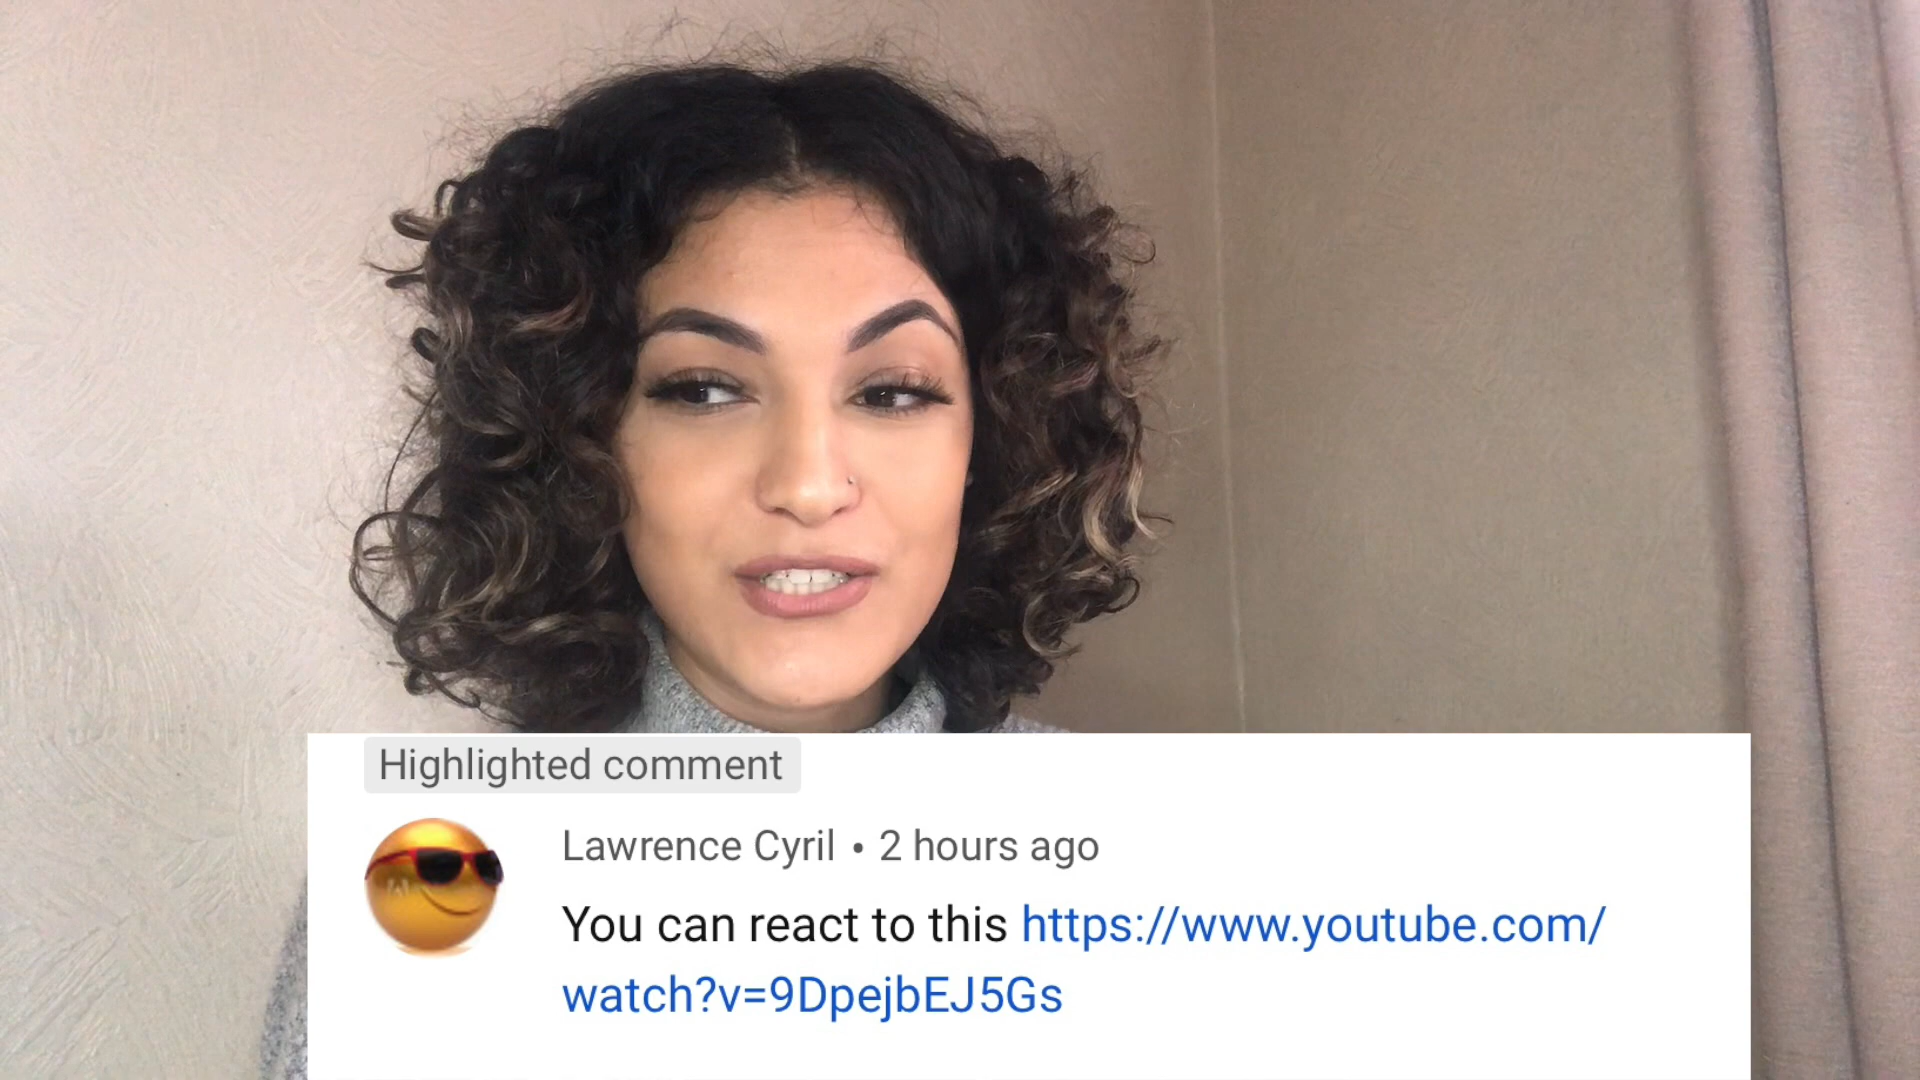 Highlighted comment
Lawrence Cyril • 2 hours ago
You can react to this https://www.youtube.com/
watch?v=9DpejbEJ5Gs